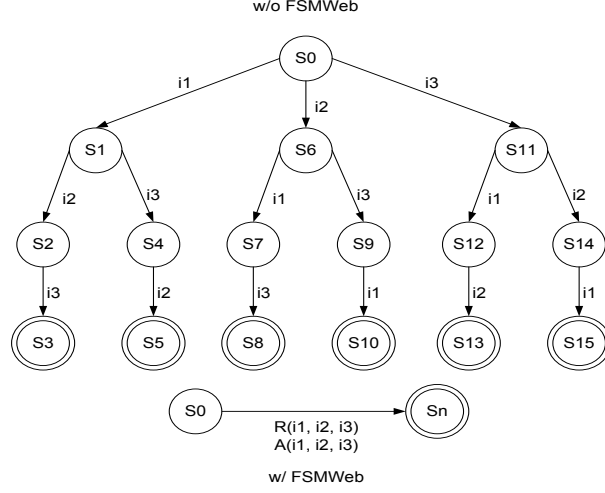 w/o FSMWeb
S0
i1
i2
i3
S1
S6
S11
i2
i3
i1
i3
i1
i2
S2
S4
S7
S9
S12
S14
i3
i2
i3
i1
i2
i1
S3
S5
S8
S10
S13
S15
S0
Sn
R(i1, i2, i3)
A(i1, i2, i3)
w/ FSMWeb